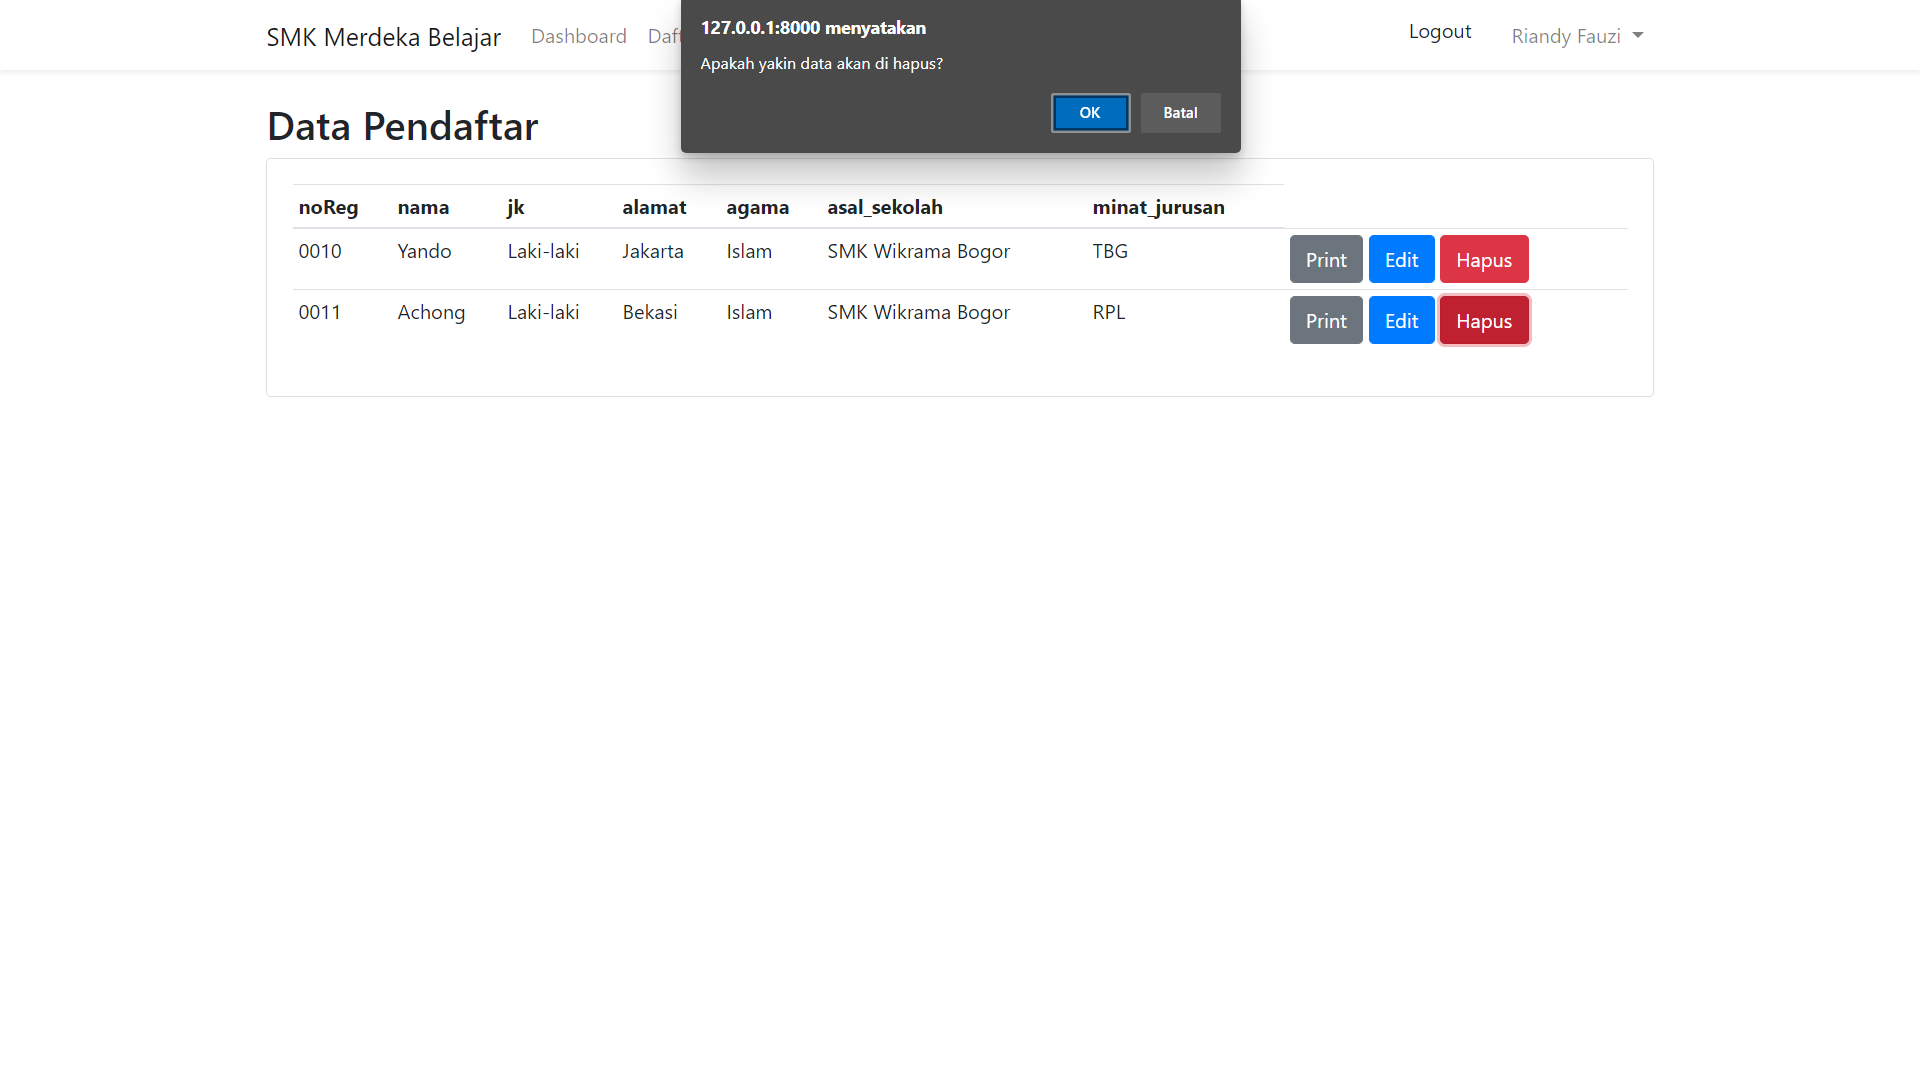 SMK Merdeka Belajar Dashboard Logout Riandy Fauzi
127.0.0.1:8000 menyatakan
Apakah yakin data akan di hapus?
OK Batal
Data Pendaftar
noReg nama jk alamat agama asal_sekolah minat_jurusan
0010 Yando Laki-laki Jakarta Islam SMK Wikrama Bogor TBG Print Edit Hapus
0011 Achong Laki-laki Bekasi Islam SMK Wikrama Bogor RPL Print Edit Hapus